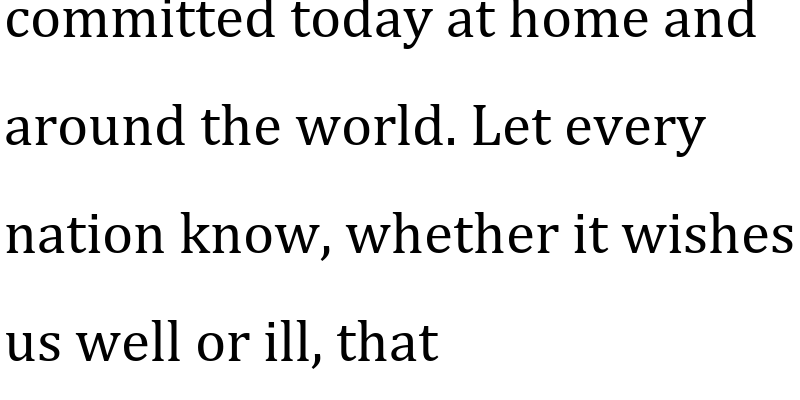 committed today at home and
around the world. Let every
nation know, whether it wishes
us well or ill, that